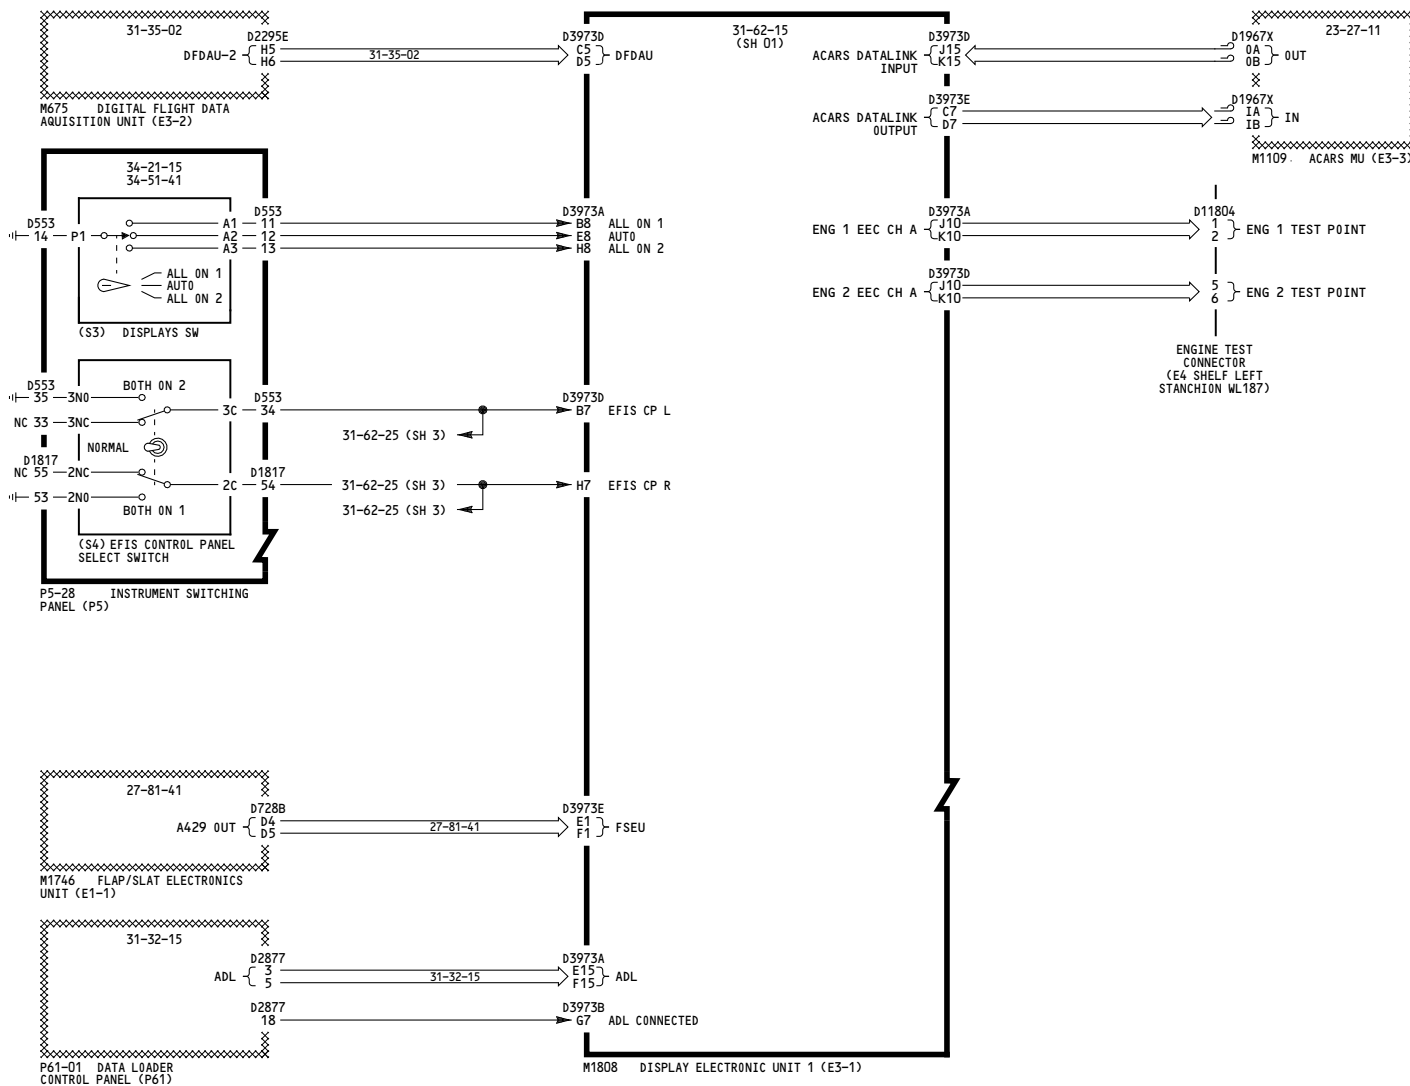 31-35-02
D2295E
DFDAU-2
H5
H6
31-35-02
D3973D
C5
D5
DFDAU
M675 DIGITAL FLIGHT DATA
AQUISITION UNIT (E3-2)
31-62-15
(SH 01)
ACARS DATALINK
INPUT
D3973D
J15
K15
D1967X
0A
0B
OUT
23-27-11
ACARS DATALINK
OUTPUT
D3973E
C7
D7
D1967X
IA
IB
IN
M1109 ACARS MU (E3-3)
34-21-15
34-51-41
D553
14
P1
A1
A2
A3
D553
11
12
13
D3973A
B8 ALL ON 1
E8 AUTO
H8 ALL ON 2
ALL ON 1
AUTO
ALL ON 2
(S3) DISPLAYS SW
ENG 1 EEC CH A
D3973A
J10
K10
D11804
1
2
ENG 1 TEST POINT
ENG 2 EEC CH A
D3973D
J10
K10
5
6
ENG 2 TEST POINT
ENGINE TEST
CONNECTOR
(E4 SHELF LEFT
STANCHION WL187)
D553
35 3NO
BOTH ON 2
NC 33 3NC
3C
D553
34
D3973D
B7 EFIS CP L
31-62-25 (SH 3)
NORMAL
D1817
NC 55 2NC
2C
D1817
54
31-62-25 (SH 3)
H7 EFIS CP R
53 2NO
BOTH ON 1
31-62-25 (SH 3)
(S4) EFIS CONTROL PANEL
SELECT SWITCH
P5-28 INSTRUMENT SWITCHING
PANEL (P5)
27-81-41
D728B
A429 OUT
D4
D5
27-81-41
D3973E
E1
F1
FSEU
M1746 FLAP/SLAT ELECTRONICS
UNIT (E1-1)
31-32-15
D2877
ADL
3
5
31-32-15
D3973A
E15
F15
ADL
D2877
18
D3973B
G7 ADL CONNECTED
P61-01 DATA LOADER
CONTROL PANEL (P61)
M1808 DISPLAY ELECTRONIC UNIT 1 (E3-1)